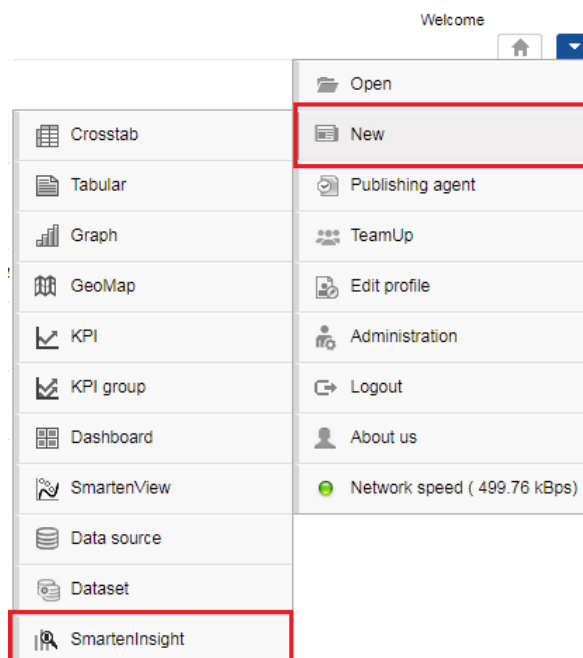 Welcome
Open
New
Publishing agent
TeamUp
Edit profile
Administration
Logout
About us
Network speed ( 499.76 kBps)
Crosstab
Tabular
Graph
GeoMap
KPI
KPI group
Dashboard
SmartenView
Data source
Dataset
SmartenInsight